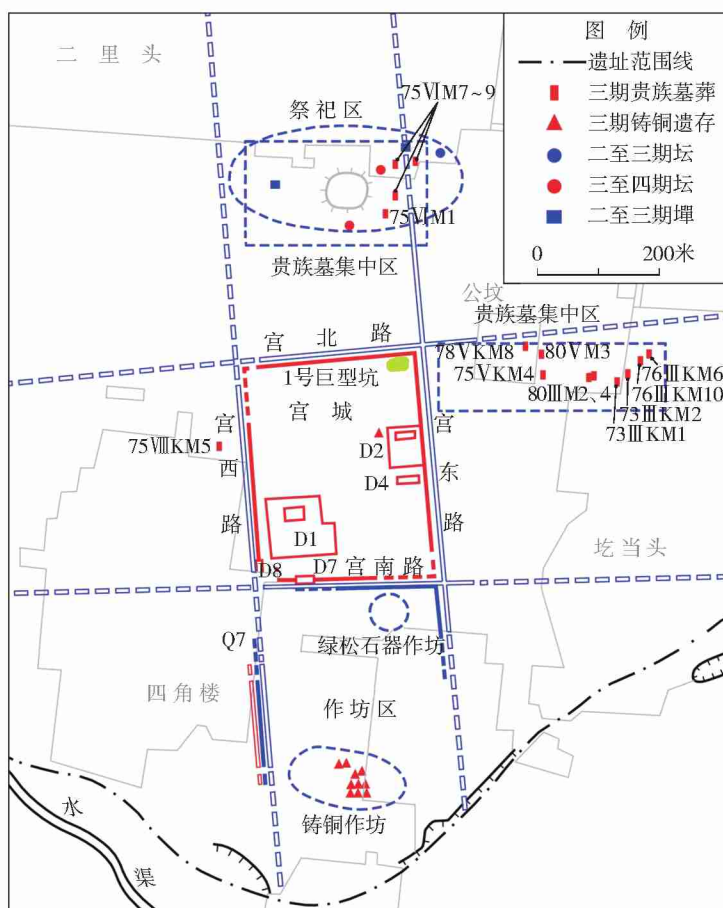 二里头
祭祀区
75ⅥM7~9
75ⅥM1
贵族墓集中区
图 例
遗址范围线
三期贵族墓葬
三期铸铜遗存
二至三期坛
三至四期坛
二至三期墠
0 200米
公坟
贵族墓集中区
78ⅤKM8
80ⅤM3
75ⅤKM4
80ⅢM2、4
76ⅢKM6
76ⅢKM10
73ⅢKM2
73ⅢKM1
宫北路
1号巨型坑
宫城
宫西路
75ⅧKM5
宫东路
D2
D4
D1
D8
D7
宫南路
圪当头
绿松石器作坊
Q7
四角楼
作坊区
铸铜作坊
水渠